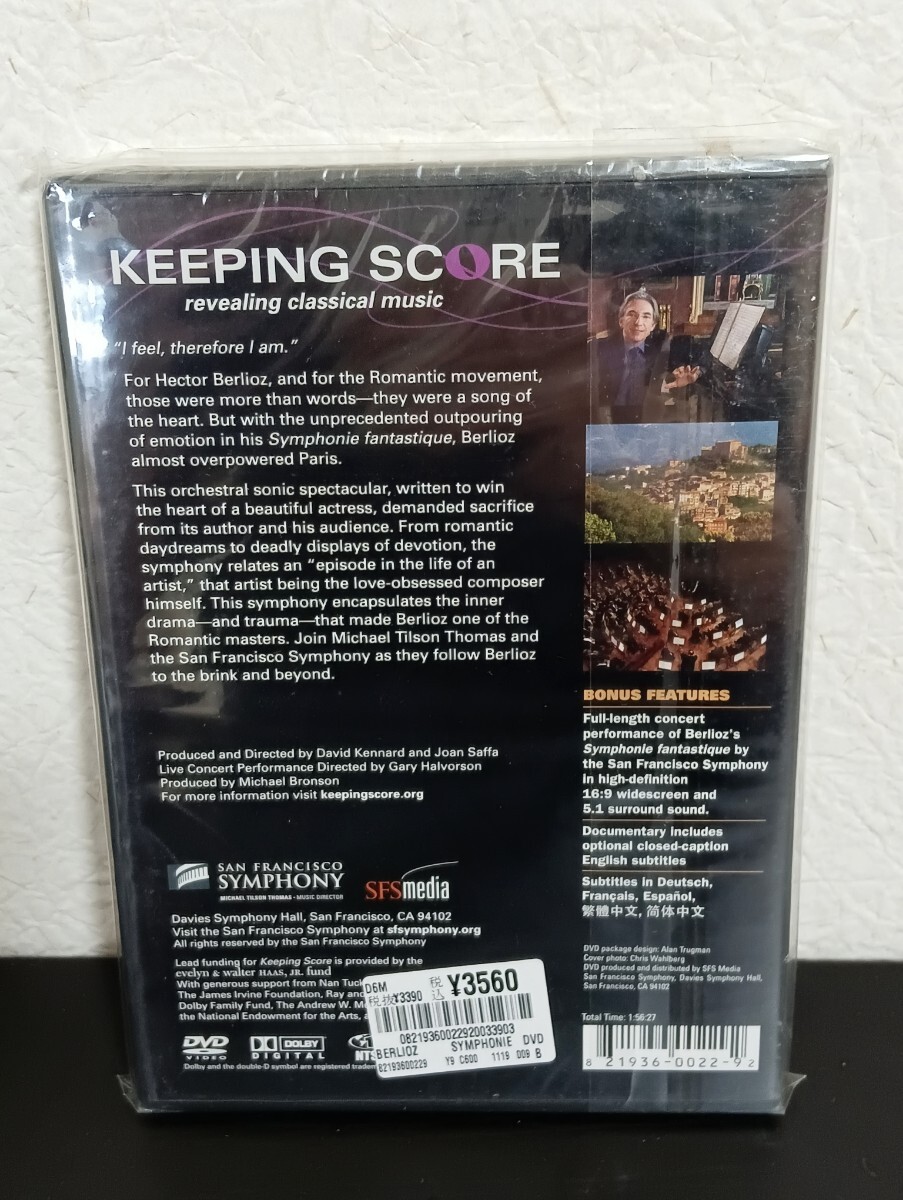 KEEPING SCORE
revealing classical music
"I feel, therefore I am."
For Hector Berlioz, and for the Romantic movement,
those were more than words—they were a song of
the heart. But with the unprecedented outpouring
of emotion in his Symphonie fantastique, Berlioz
almost overpowered Paris.
This orchestral sonic spectacular, written to win
the heart of a beautiful actress, demanded sacrifice
from its author and his audience. From romantic
daydreams to deadly displays of devotion, the
symphony relates an "episode in the life of an
artist," that artist being the love-obsessed composer
himself. This symphony encapsulates the inner
drama—and trauma—that made Berlioz one of the
Romantic masters. Join Michael Tilson Thomas and
the San Francisco Symphony as they follow Berlioz
to the brink and beyond.
Produced and Directed by David Kennard and Joan Saffa
Live Concert Performance Directed by Gary Halvorson
Produced by Michael Bronson
For more information visit keepingscore.org
SAN FRANCISCO
SYMPHONY
MICHAEL TILSON THOMAS · MUSIC DIRECTOR
SFSmedia
Davies Symphony Hall, San Francisco, CA 94102
Visit the San Francisco Symphony at sfsymphony.org
All rights reserved by the San Francisco Symphony
Lead funding for Keeping Score is provided by the
evelyn & walter HAAS, JR. fund
With generous support from Nan Tuck
The James Irvine Foundation, Ray and
Dolby Family Fund, The Andrew W. M
the National Endowment for the Arts, a
DVD VIDEO
DOLBY DIGITAL
NTS
Dolby and the double-D symbol are registered tradem
D6M
税込 ¥3560
税抜 ¥3390
0821936002292003390­3
BERLIOZ SYMPHONIE DVD
82193600229 Y9 C600 1119 009 B
BONUS FEATURES
Full-length concert
performance of Berlioz's
Symphonie fantastique by
the San Francisco Symphony
in high-definition
16:9 widescreen and
5.1 surround sound.
Documentary includes
optional closed-caption
English subtitles
Subtitles in Deutsch,
Français, Español,
繁體中文, 简体中文
DVD package design: Alan Trugman
Cover photo: Chris Wahlberg
DVD produced and distributed by SFS Media
San Francisco Symphony, Davies Symphony Hall,
San Francisco, CA 94102
Total Time: 1:56:27
8 21936-0022-9 2